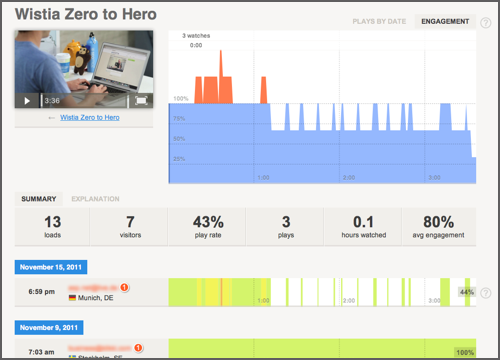 Wistia Zero to Hero
PLAYS BY DATE
ENGAGEMENT
?
3 watches
0:00
100%
75%
50%
25%
1:00
2:00
3:00
3:36
← Wistia Zero to Hero
SUMMARY
EXPLANATION
13
loads
7
visitors
43%
play rate
3
plays
0.1
hours watched
80%
avg engagement
November 15, 2011
6:59 pm
1
Munich, DE
1:00
2:00
3:00
44%
?
November 9, 2011
7:03 am
1
Stockholm, SE
100%